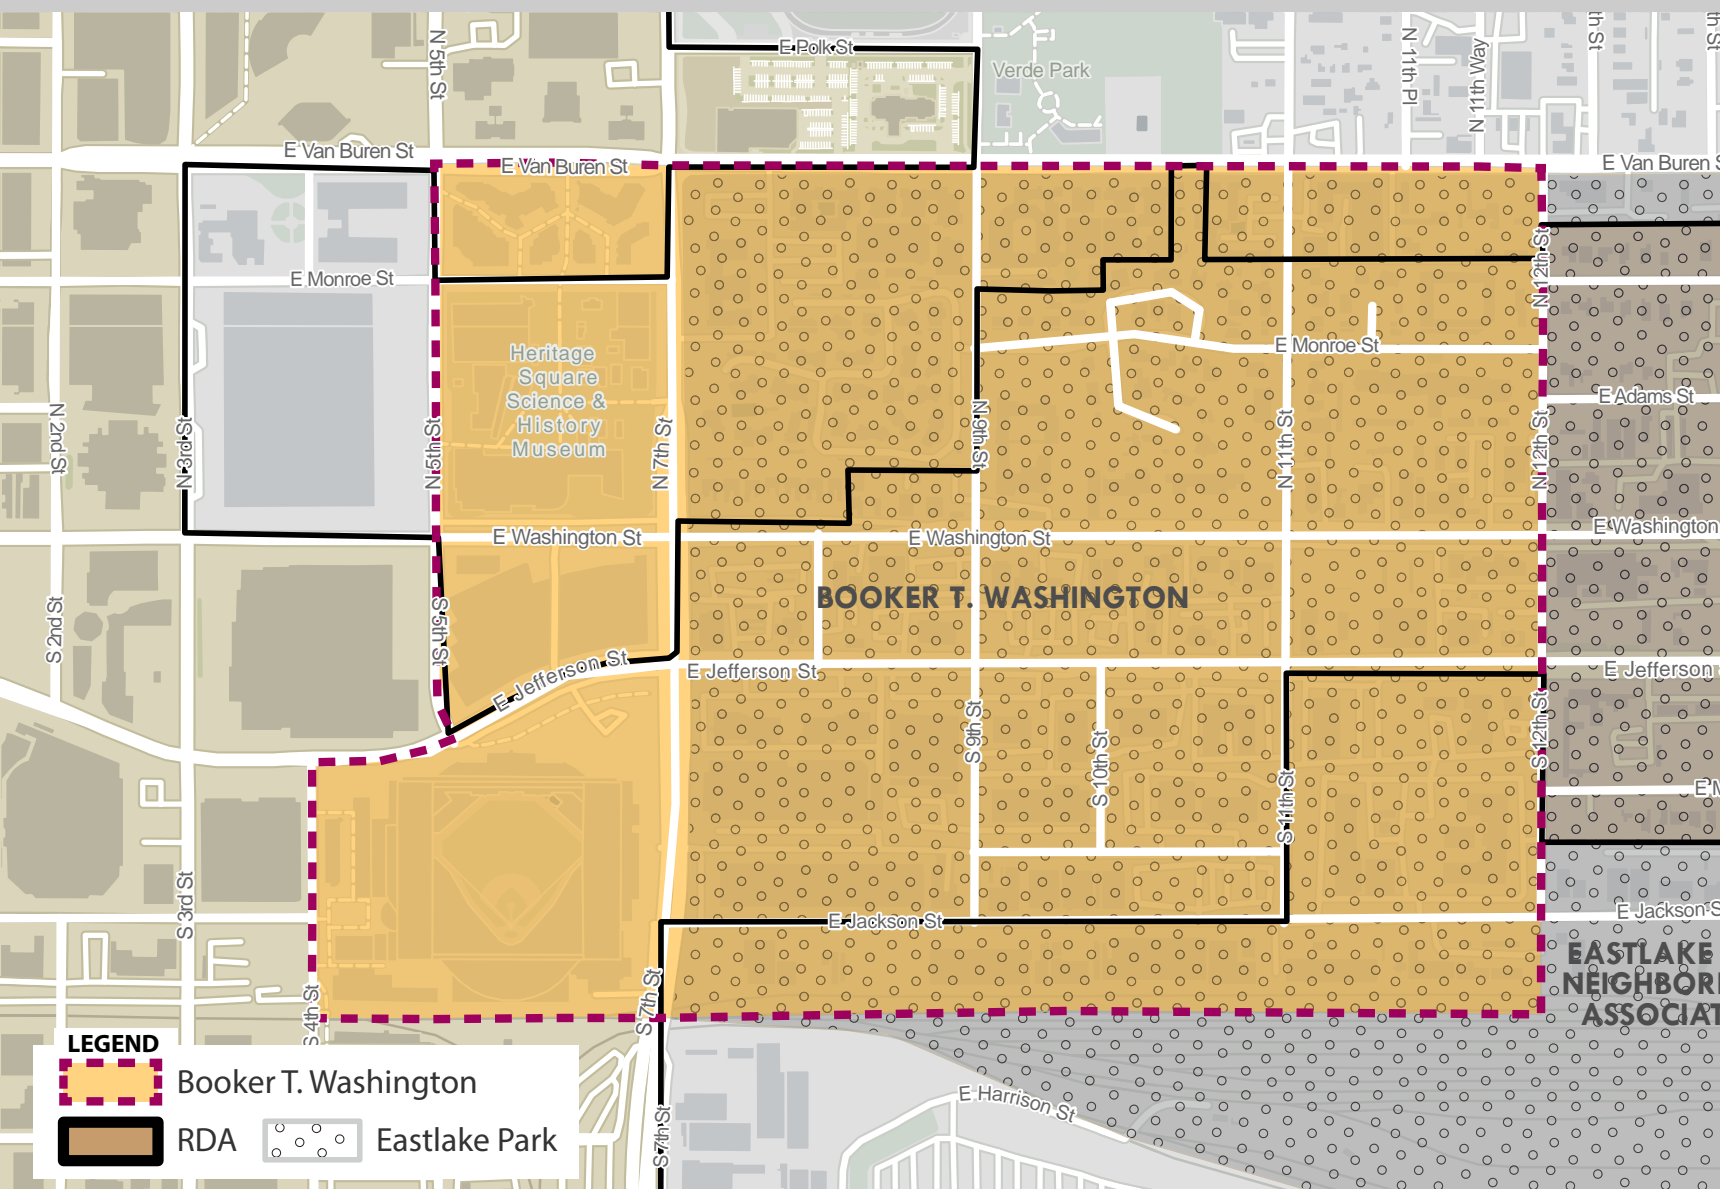 E Polk St
N 5th St
Verde Park
N 11th Pl
N 11th Way
th St
th St
E Van Buren St
E Van Buren St
E Van Buren S
E Monroe St
N 12th St
E Monroe St
Heritage
Square
Science &
History
Museum
E Adams St
N 2nd St
N 3rd St
N 5th St
N 7th St
N 9th St
N 11th St
N 12th St
E Washington St
E Washington St
E Washington
BOOKER T. WASHINGTON
S 2nd St
S 5th St
E Jefferson St
E Jefferson St
E Jefferson
S 9th St
S 10th St
S 11th St
S 12th St
E M
S 3rd St
E Jackson St
E Jackson S
EASTLAKE
NEIGHBOR
ASSOCIAT
S 4th St
S 7th St
E Harrison St
S 7th St
LEGEND
Booker T. Washington
RDA
Eastlake Park